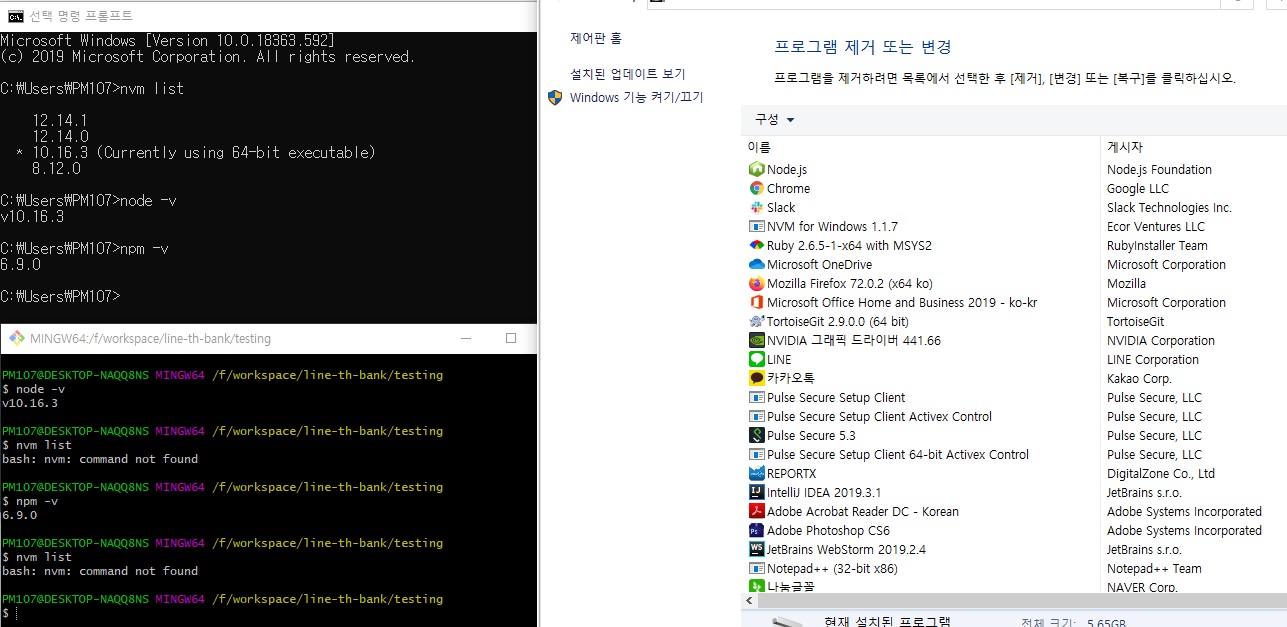 선택 명령 프롬프트
Microsoft Windows [Version 10.0.18363.592]
(c) 2019 Microsoft Corporation. All rights reserved.
C:₩Users₩PM107>nvm list
12.14.1
12.14.0
* 10.16.3 (Currently using 64-bit executable)
8.12.0
C:₩Users₩PM107>node -v
v10.16.3
C:₩Users₩PM107>npm -v
6.9.0
C:₩Users₩PM107>
MINGW64:/f/workspace/line-th-bank/testing
PM107@DESKTOP-NAQQ8NS MINGW64 /f/workspace/line-th-bank/testing
$ node -v
v10.16.3
PM107@DESKTOP-NAQQ8NS MINGW64 /f/workspace/line-th-bank/testing
$ nvm list
bash: nvm: command not found
PM107@DESKTOP-NAQQ8NS MINGW64 /f/workspace/line-th-bank/testing
$ npm -v
6.9.0
PM107@DESKTOP-NAQQ8NS MINGW64 /f/workspace/line-th-bank/testing
$ nvm list
bash: nvm: command not found
PM107@DESKTOP-NAQQ8NS MINGW64 /f/workspace/line-th-bank/testing
$
제어판 홈
설치된 업데이트 보기
Windows 기능 켜기/끄기
프로그램 제거 또는 변경
프로그램을 제거하려면 목록에서 선택한 후 [제거], [변경] 또는 [복구]를 클릭하십시오.
구성
이름 게시자
Node.js Node.js Foundation
Chrome Google LLC
Slack Slack Technologies Inc.
NVM for Windows 1.1.7 Ecor Ventures LLC
Ruby 2.6.5-1-x64 with MSYS2 RubyInstaller Team
Microsoft OneDrive Microsoft Corporation
Mozilla Firefox 72.0.2 (x64 ko) Mozilla
Microsoft Office Home and Business 2019 - ko-kr Microsoft Corporation
TortoiseGit 2.9.0.0 (64 bit) TortoiseGit
NVIDIA 그래픽 드라이버 441.66 NVIDIA Corporation
LINE LINE Corporation
카카오톡 Kakao Corp.
Pulse Secure Setup Client Pulse Secure, LLC
Pulse Secure Setup Client Activex Control Pulse Secure, LLC
Pulse Secure 5.3 Pulse Secure, LLC
Pulse Secure Setup Client 64-bit Activex Control Pulse Secure, LLC
REPORTX DigitalZone Co., Ltd
IntelliJ IDEA 2019.3.1 JetBrains s.r.o.
Adobe Acrobat Reader DC - Korean Adobe Systems Incorporated
Adobe Photoshop CS6 Adobe Systems Incorporated
JetBrains WebStorm 2019.2.4 JetBrains s.r.o.
Notepad++ (32-bit x86) Notepad++ Team
나눔글꼴 NAVER Corp.
현재 설치된 프로그램 전체 크기: 5.65GB